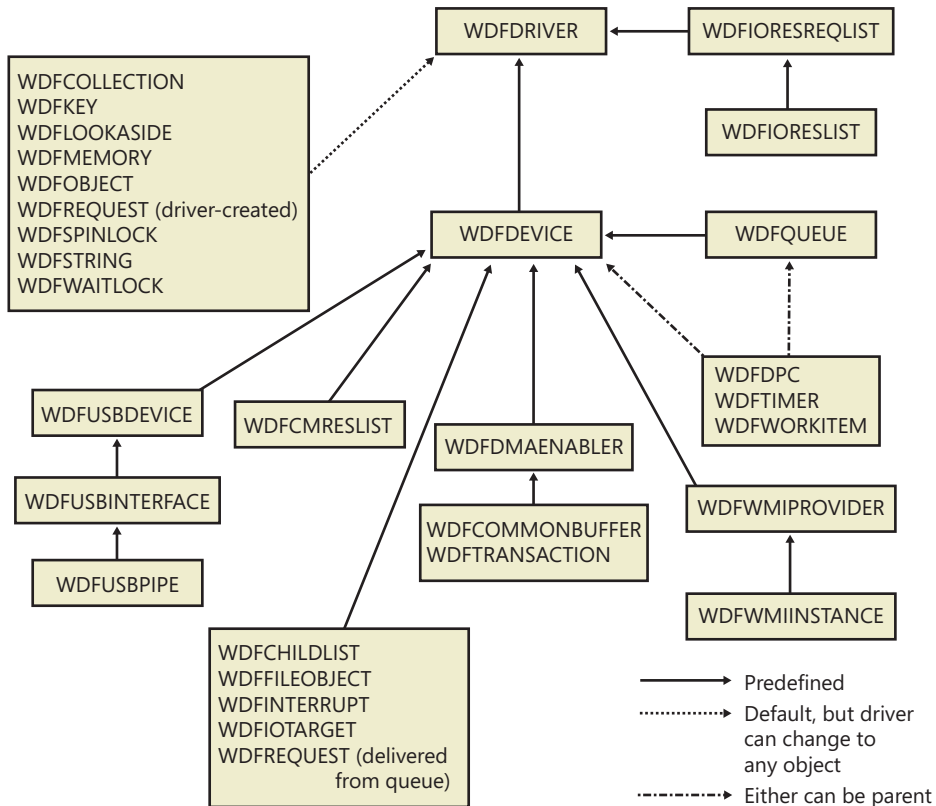 WDFDRIVER
WDFIORESREQLIST
WDFCOLLECTION
WDFKEY
WDFLOOKASIDE
WDFMEMORY
WDFOBJECT
WDFREQUEST (driver-created)
WDFSPINLOCK
WDFSTRING
WDFWAITLOCK
WDFIORESLIST
WDFDEVICE
WDFQUEUE
WDFDPC
WDFTIMER
WDFWORKITEM
WDFUSBDEVICE
WDFCMRESLIST
WDFDMAENABLER
WDFUSBINTERFACE
WDFWMIPROVIDER
WDFCOMMONBUFFER
WDFTRANSACTION
WDFUSBPIPE
WDFWMIINSTANCE
WDFCHILDLIST
WDFFILEOBJECT
WDFINTERRUPT
WDFIOTARGET
WDFREQUEST (delivered
from queue)
Predefined
Default, but driver
can change to
any object
Either can be parent